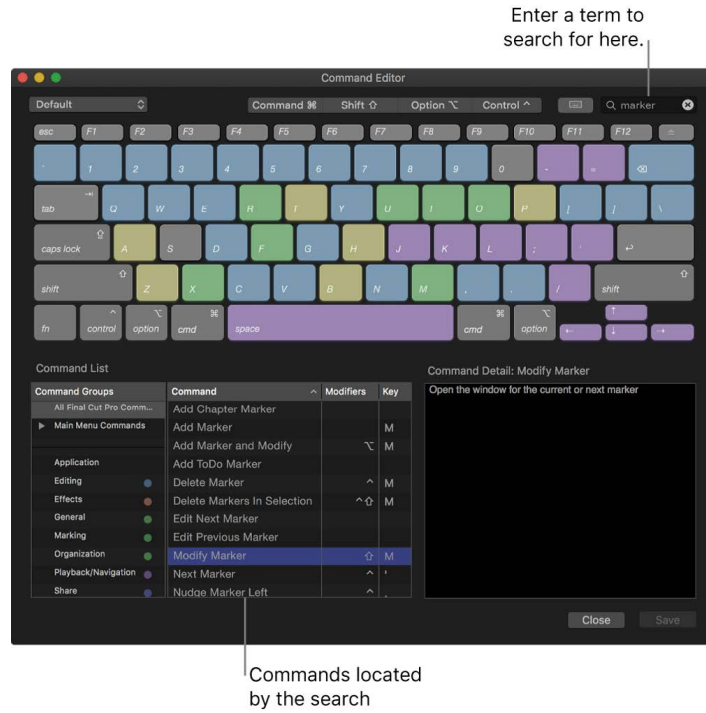 Enter a term to
search for here.
Command Editor
Default
Command ⌘ Shift ⇧ Option ⌥ Control ^
marker
esc F1 F2 F3 F4 F5 F6 F7 F8 F9 F10 F11 F12
1 2 3 4 5 6 7 8 9 0 - =
tab Q W E R T Y U I O P [ ] \
caps lock A S D F G H J K L ; '
shift Z X C V B N M , . / shift
fn control option cmd space cmd option
Command List
Command Detail: Modify Marker
Command Groups
All Final Cut Pro Comm...
Main Menu Commands
Application
Editing
Effects
General
Marking
Organization
Playback/Navigation
Share
Command Modifiers Key
Add Chapter Marker
Add Marker M
Add Marker and Modify ⌥ M
Add ToDo Marker
Delete Marker ^ M
Delete Markers In Selection ^⇧ M
Edit Next Marker
Edit Previous Marker
Modify Marker ⇧ M
Next Marker ^ '
Nudge Marker Left ^ ,
Open the window for the current or next marker
Close Save
Commands located
by the search